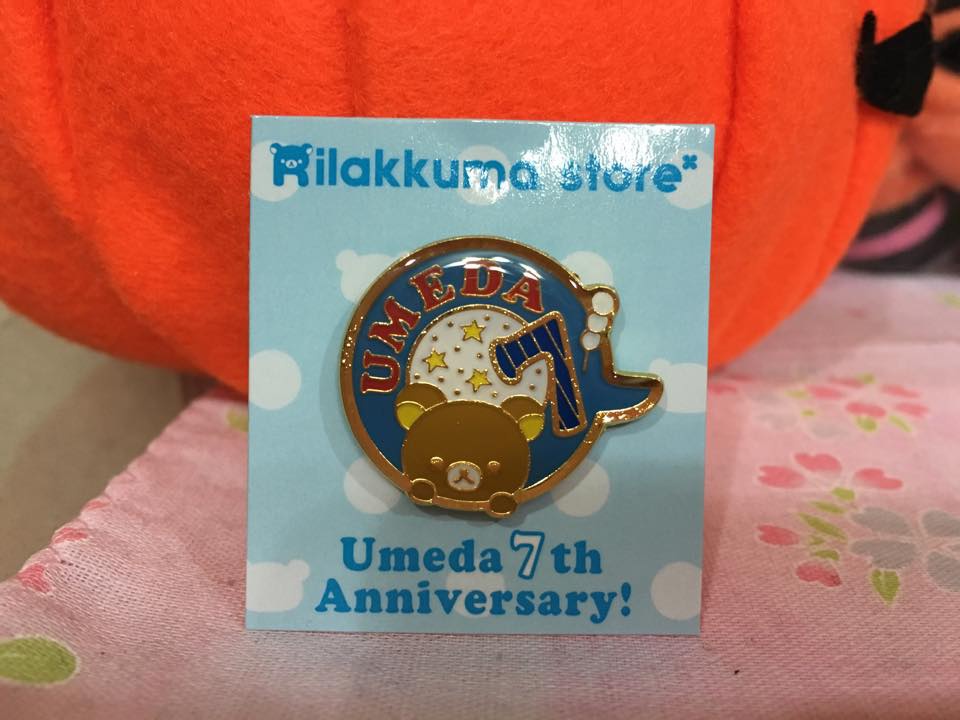 Rilakkuma store
UMEDA
7
Umeda 7th
Anniversary!